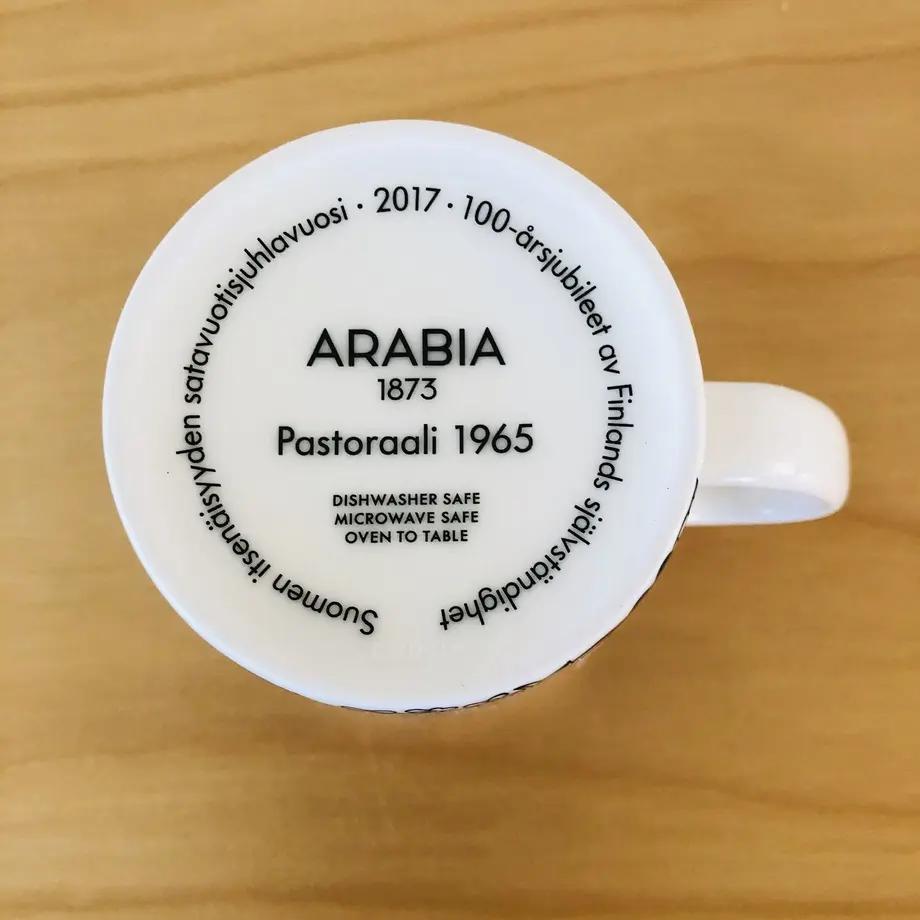 Suomen itsenäisyyden satavuotisjuhlavuosi · 2017 · 100-årsjubileet av Finlands självständighet
ARABIA
1873
Pastoraali 1965
DISHWASHER SAFE
MICROWAVE SAFE
OVEN TO TABLE